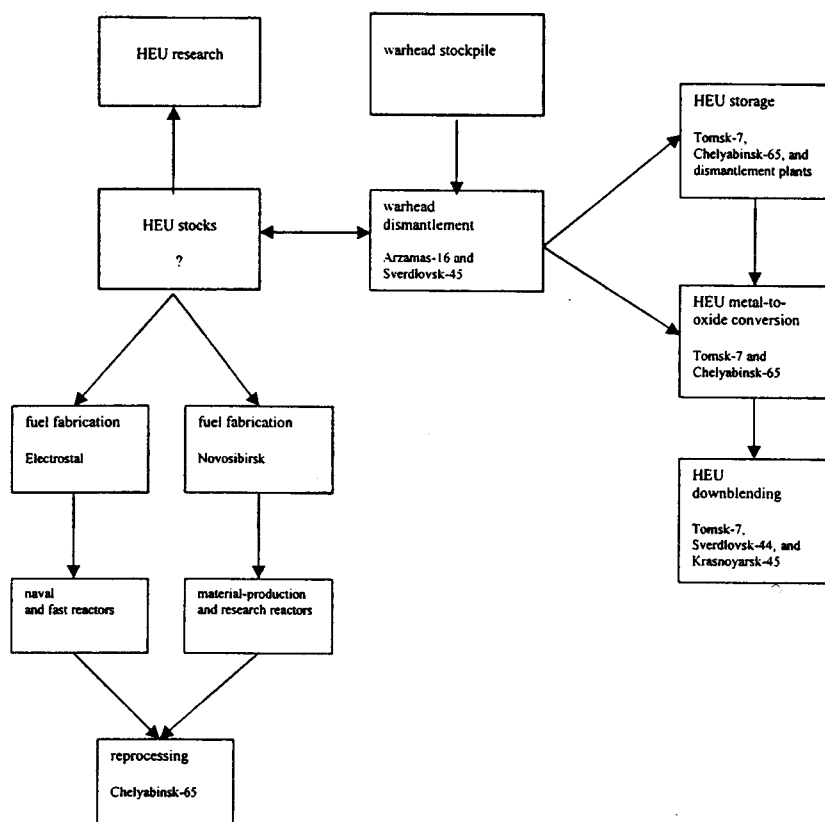 HEU research
warhead stockpile
HEU storage
Tomsk-7,
Chelyabinsk-65, and
dismantlement plants
HEU stocks
?
warhead
dismantlement
Arzamas-16 and
Sverdlovsk-45
HEU metal-to-
oxide conversion
Tomsk-7 and
Chelyabinsk-65
fuel fabrication
Electrostal
fuel fabrication
Novosibirsk
HEU
downblending
Tomsk-7,
Sverdlovsk-44, and
Krasnoyarsk-45
naval
and fast reactors
material-production
and research reactors
reprocessing
Chelyabinsk-65